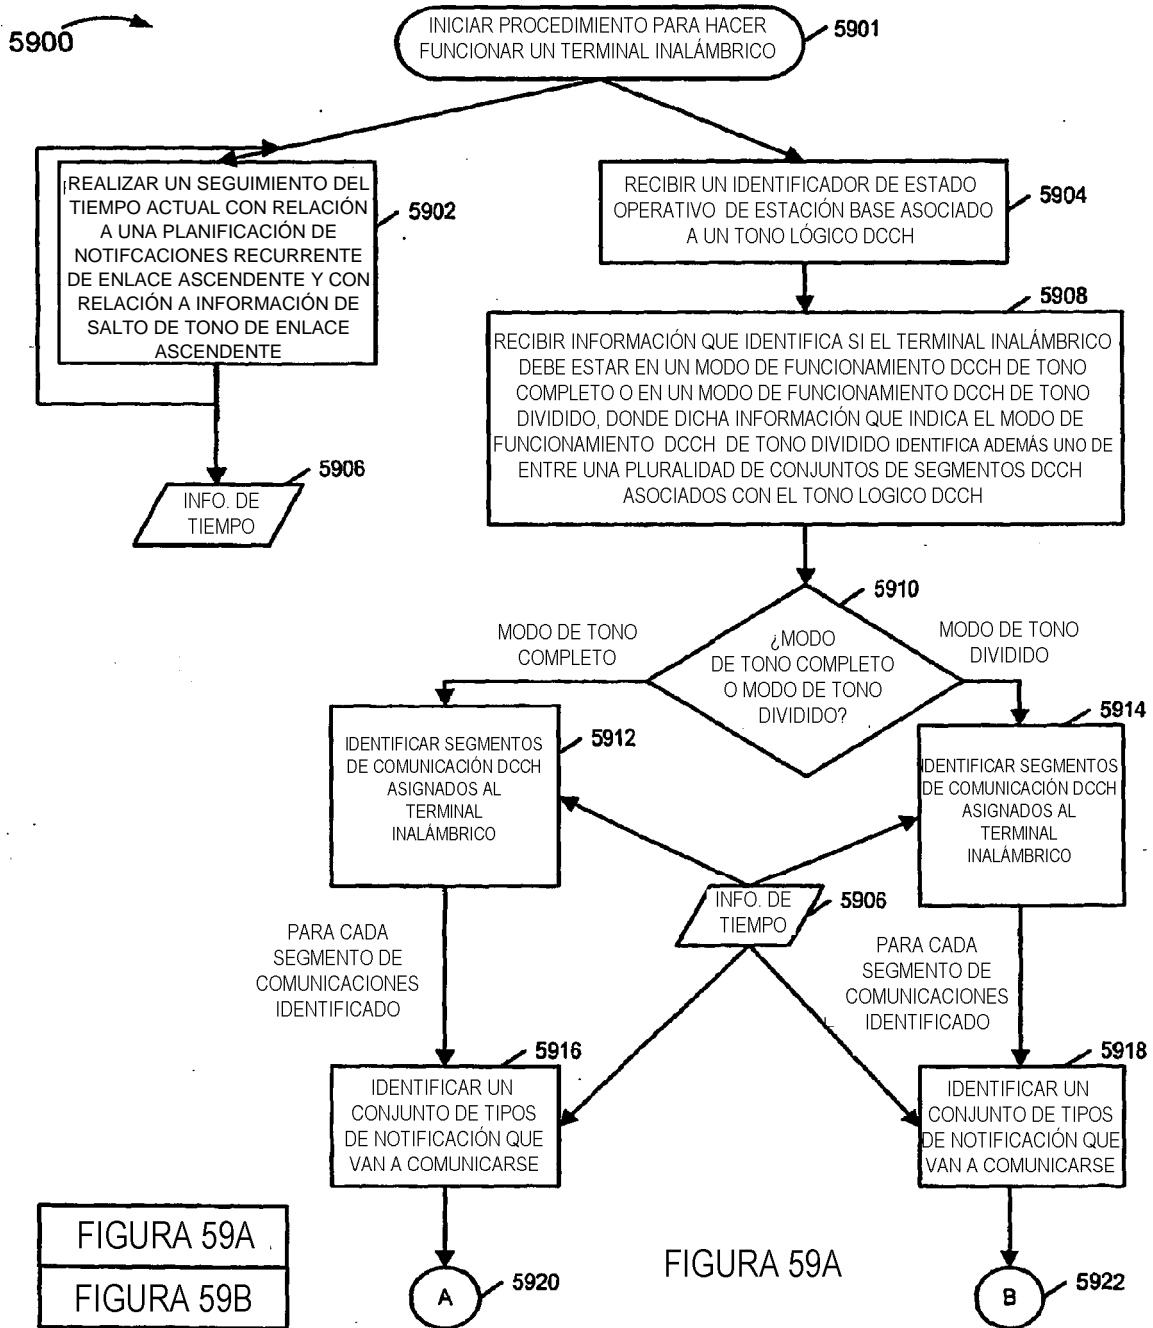 5900
INICIAR PROCEDIMIENTO PARA HACER
FUNCIONAR UN TERMINAL INALÁMBRICO
5901
REALIZAR UN SEGUIMIENTO DEL
TIEMPO ACTUAL CON RELACIÓN
A UNA PLANIFICACIÓN DE
NOTIFCACIONES RECURRENTE
DE ENLACE ASCENDENTE Y CON
RELACIÓN A INFORMACIÓN DE
SALTO DE TONO DE ENLACE
ASCENDENTE
5902
RECIBIR UN IDENTIFICADOR DE ESTADO
OPERATIVO DE ESTACIÓN BASE ASOCIADO
A UN TONO LÓGICO DCCH
5904
5906
INFO. DE
TIEMPO
5908
RECIBIR INFORMACIÓN QUE IDENTIFICA SI EL TERMINAL INALÁMBRICO
DEBE ESTAR EN UN MODO DE FUNCIONAMIENTO DCCH DE TONO
COMPLETO O EN UN MODO DE FUNCIONAMIENTO DCCH DE TONO
DIVIDIDO, DONDE DICHA INFORMACIÓN QUE INDICA EL MODO DE
FUNCIONAMIENTO DCCH DE TONO DIVIDIDO IDENTIFICA ADEMÁS UNO DE
ENTRE UNA PLURALIDAD DE CONJUNTOS DE SEGMENTOS DCCH
ASOCIADOS CON EL TONO LOGICO DCCH
5910
MODO DE TONO
COMPLETO
¿MODO
DE TONO COMPLETO
O MODO DE TONO
DIVIDIDO?
MODO DE TONO
DIVIDIDO
IDENTIFICAR SEGMENTOS
DE COMUNICACIÓN DCCH
ASIGNADOS AL
TERMINAL
INALÁMBRICO
5912
5914
IDENTIFICAR SEGMENTOS
DE COMUNICACIÓN DCCH
ASIGNADOS AL
TERMINAL
INALÁMBRICO
INFO. DE
TIEMPO
5906
PARA CADA
SEGMENTO DE
COMUNICACIONES
IDENTIFICADO
PARA CADA
SEGMENTO DE
COMUNICACIONES
IDENTIFICADO
5916
IDENTIFICAR UN
CONJUNTO DE TIPOS
DE NOTIFICACIÓN QUE
VAN A COMUNICARSE
5918
IDENTIFICAR UN
CONJUNTO DE TIPOS
DE NOTIFICACIÓN QUE
VAN A COMUNICARSE
FIGURA 59A
FIGURA 59B
A
5920
FIGURA 59A
B
5922